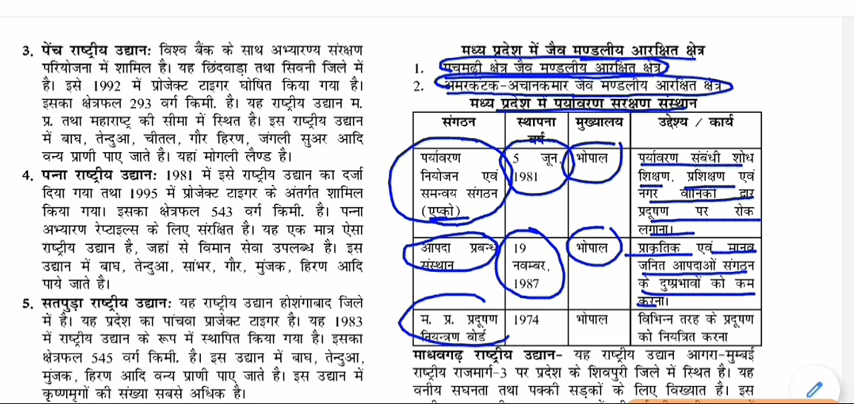 3. पेंच राष्ट्रीय उद्यान: विश्व बैंक के साथ अभ्यारण्य संरक्षण
परियोजना में शामिल है। यह छिंदवाड़ा तथा सिवनी जिले में
है। इसे 1992 में प्रोजेक्ट टाइगर घोषित किया गया है।
इसका क्षेत्रफल 293 वर्ग किमी. है। यह राष्ट्रीय उद्यान म.
प्र. तथा महाराष्ट्र की सीमा में स्थित है। इस राष्ट्रीय उद्यान
में बाघ, तेन्दुआ, चीतल, गौर हिरण, जंगली सुअर आदि
वन्य प्राणी पाए जाते है। यहां मोगली लैण्ड है।
4. पन्ना राष्ट्रीय उद्यान: 1981 में इसे राष्ट्रीय उद्यान का दर्जा
दिया गया तथा 1995 में प्रोजेक्ट टाइगर के अंतर्गत शामिल
किया गया। इसका क्षेत्रफल 543 वर्ग किमी. है। पन्ना
अभ्यारण रेप्टाइल्स के लिए संरक्षित है। यह एक मात्र ऐसा
राष्ट्रीय उद्यान है, जहां से विमान सेवा उपलब्ध है। इस
उद्यान में बाघ, तेन्दुआ, सांभर, गौर, मुंजक, हिरण आदि
पाये जाते है।
5. सतपुड़ा राष्ट्रीय उद्यान: यह राष्ट्रीय उद्यान होशंगाबाद जिले
में है। यह प्रदेश का पांचवा प्राजेक्ट टाइगर है। यह 1983
में राष्ट्रीय उद्यान के रूप में स्थापित किया गया है। इसका
क्षेत्रफल 545 वर्ग किमी. है। इस उद्यान में बाघ, तेन्दुआ,
मुंजक, हिरण आदि वन्य प्राणी पाए जाते है। इस उद्यान में
कृष्णमृगों की संख्या सबसे अधिक है।
मध्य प्रदेश में जैव मण्डलीय आरक्षित क्षेत्र
1. पचमढ़ी क्षेत्र जैव मण्डलीय आरक्षित क्षेत्र
2. अमरकंटक-अचानकमार जैव मण्डलीय आरक्षित क्षेत्र
मध्य प्रदेश में पर्यावरण संरक्षण संस्थान
संगठन स्थापना मुख्यालय उद्देश्य / कार्य
वर्ष
पर्यावरण 5 जून, भोपाल पर्यावरण संबंधी शोध
नियोजन एवं 1981 शिक्षण, प्रशिक्षण एवं
समन्वय संगठन नगर वानिकी द्वार
(एप्को) प्रदूषण पर रोक
लगाना।
आपदा प्रबन्ध 19 भोपाल प्राकृतिक एवं मानव
संस्थान नवम्बर, जनित आपदाओं संगठन
1987 के दुष्प्रभावों को कम
करना।
म. प्र. प्रदूषण 1974 भोपाल विभिन्न तरह के प्रदूषण
नियन्त्रण बोर्ड को नियत्रित करना
माधवगढ़ राष्ट्रीय उद्यान- यह राष्ट्रीय उद्यान आगरा-मुम्बई
राष्ट्रीय राजमार्ग-3 पर प्रदेश के शिवपुरी जिले में स्थित है। यह
वनीय सघनता तथा पक्की सड़कों के लिए विख्यात है। इस